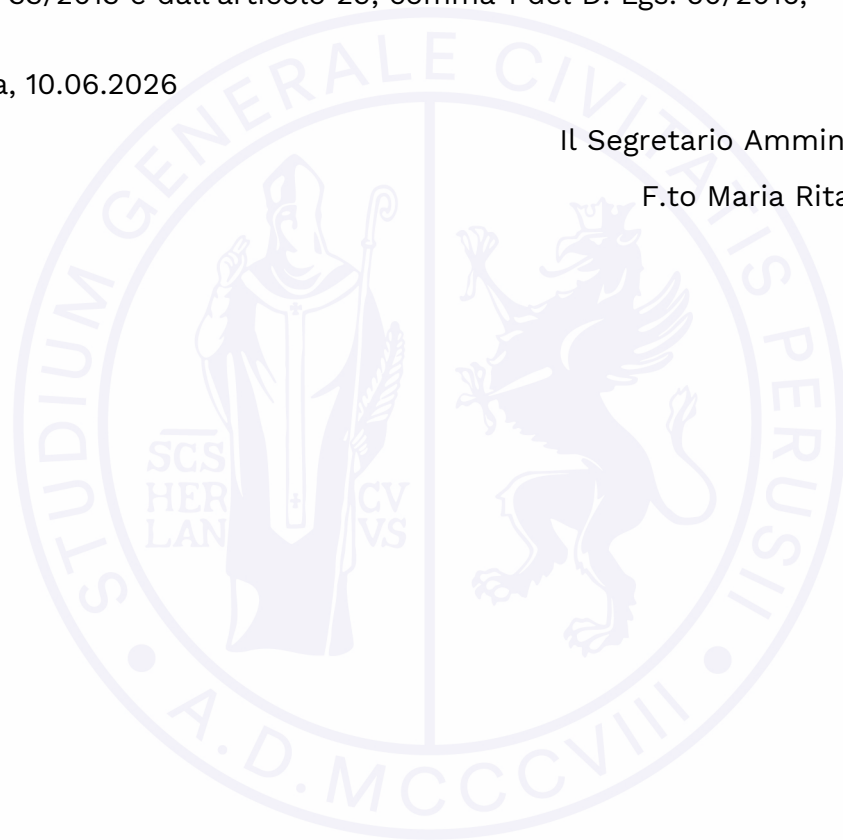 a, 10.06.2026
Il Segretario Ammin
F.to Maria Rita
STUDIUM GENERALE CIVITATIS PERUSII
SCS
HER CV
LAN VS
A.D. MCCCVIII